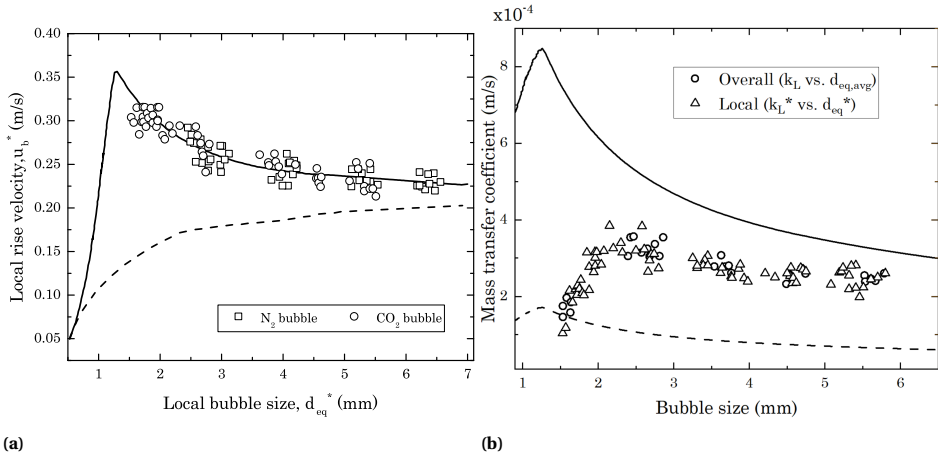 0.40
0.35
0.30
0.25
0.20
0.15
0.10
0.05
Local rise velocity,u_b^* (m/s)
N_2 bubble
CO_2 bubble
1 2 3 4 5 6 7
Local bubble size, d_eq^* (mm)
(a)
x10^-4
8
6
4
2
Mass transfer coefficient (m/s)
Overall (k_L vs. d_eq,avg)
Local (k_L* vs d_eq*)
1 2 3 4 5 6
Bubble size (mm)
(b)